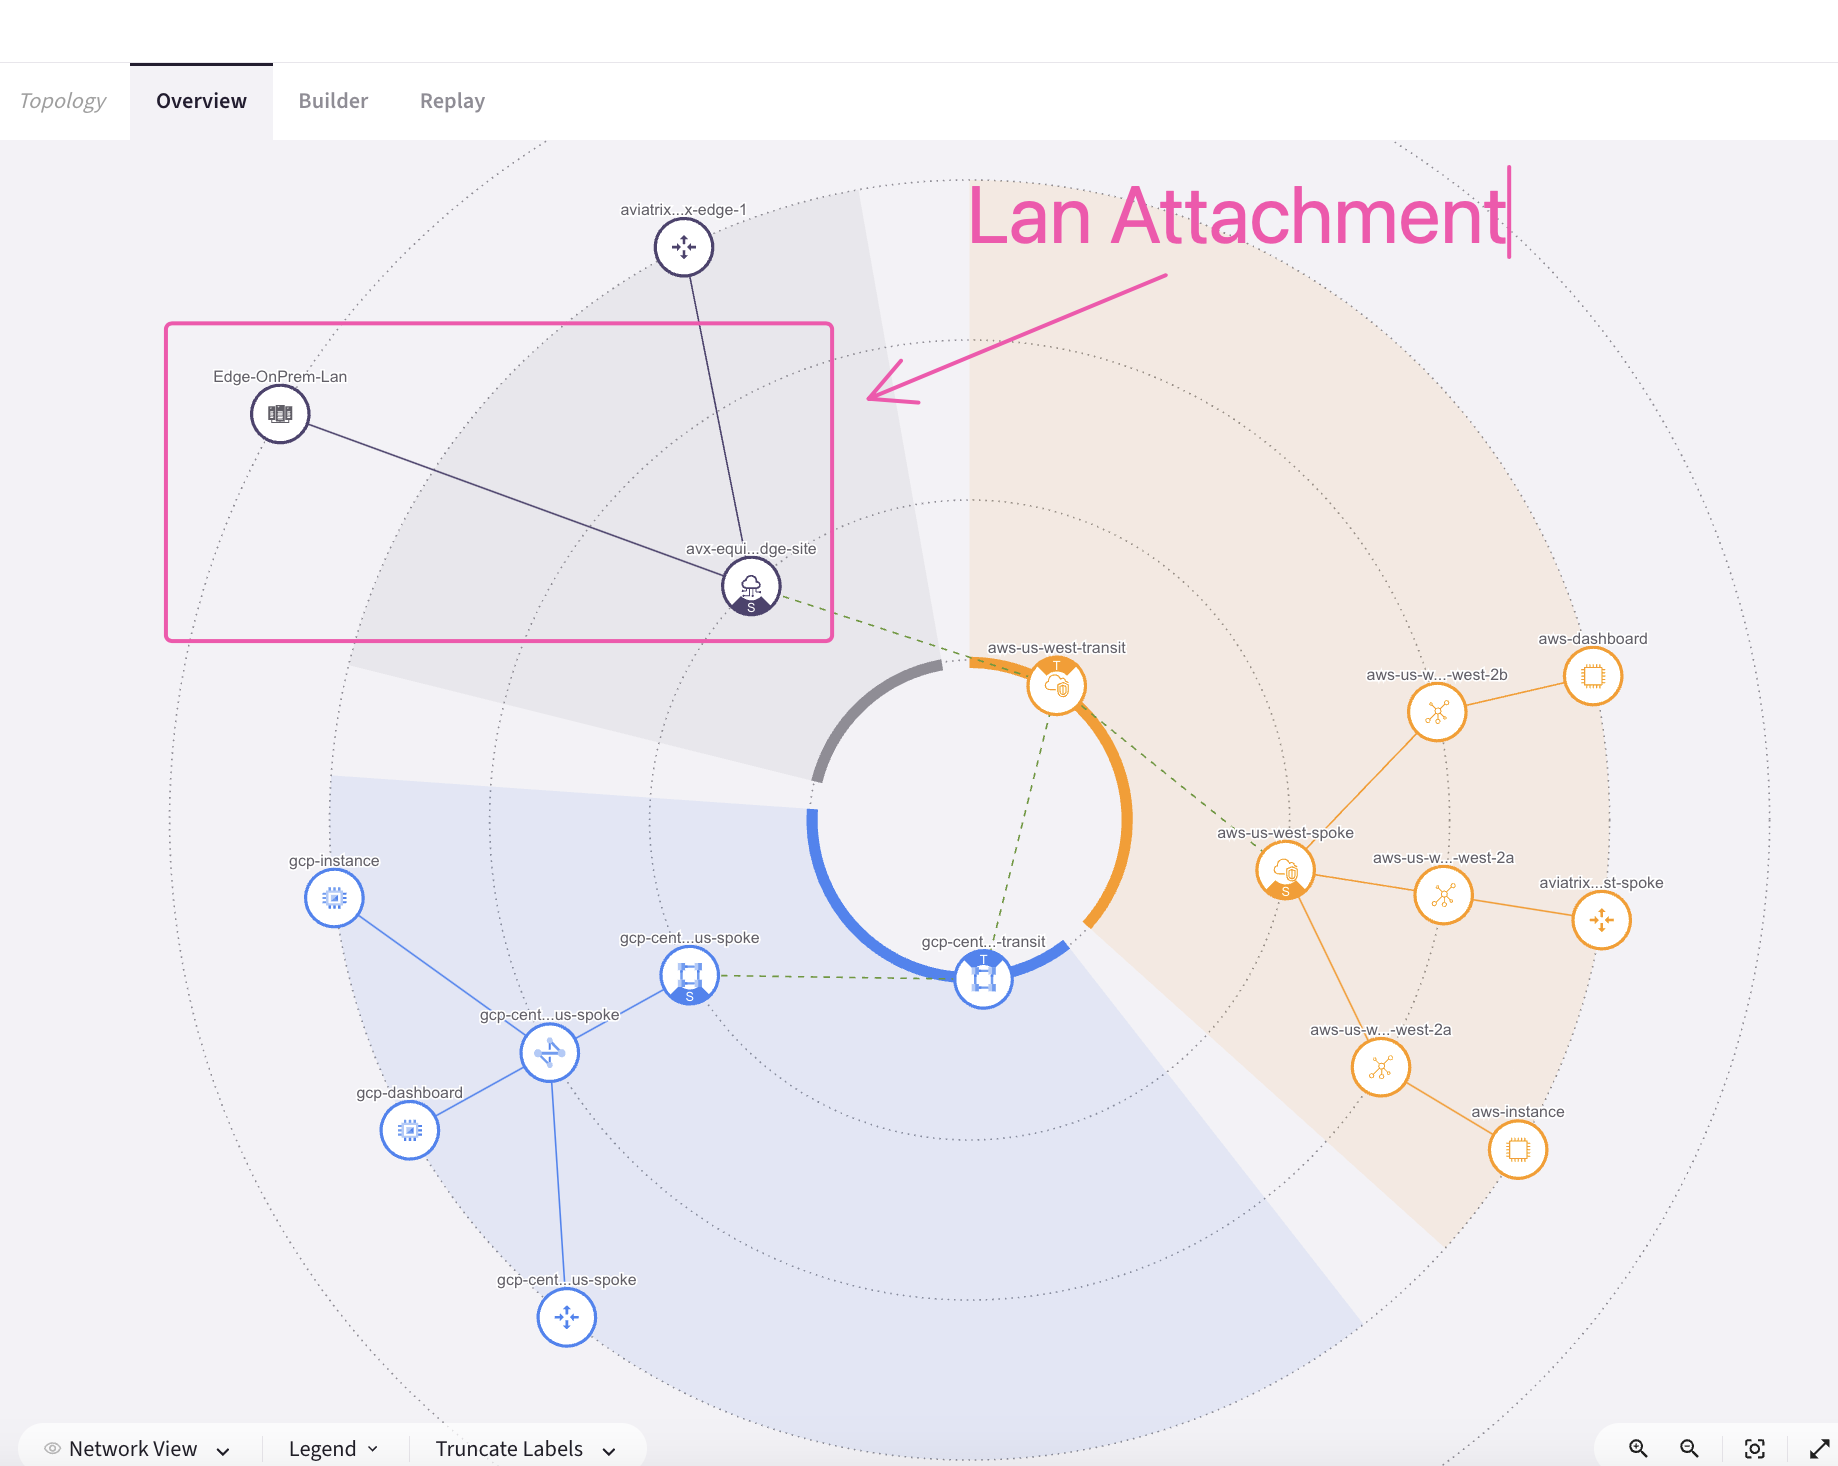 Topology
Overview
Builder
Replay
Lan Attachment
aviatrix...x-edge-1
Edge-OnPrem-Lan
avx-equi...dge-site
S
aws-us-west-transit
T
aws-dashboard
aws-us-w...-west-2b
aws-us-west-spoke
S
aws-us-w...-west-2a
aviatrix...st-spoke
gcp-instance
gcp-cent...us-spoke
S
gcp-cent...-transit
T
gcp-cent...us-spoke
aws-us-w...-west-2a
gcp-dashboard
aws-instance
gcp-cent...us-spoke
Network View
Legend
Truncate Labels